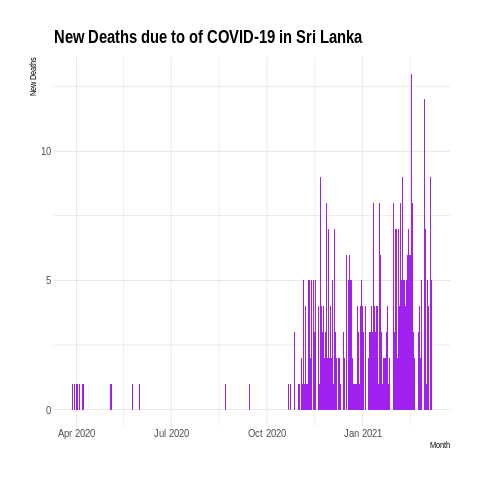 New Deaths due to of COVID-19 in Sri Lanka
New Deaths
10
5
0
Apr 2020
Jul 2020
Oct 2020
Jan 2021
Month